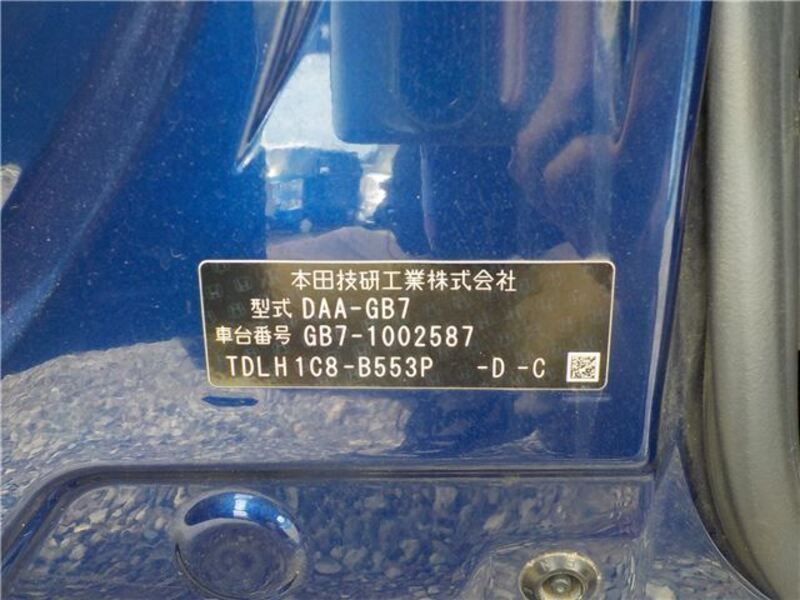 本田技研工業株式会社
型式 DAA-GB7
車台番号 GB7-1002587
TDLH1C8-B553P -D -C